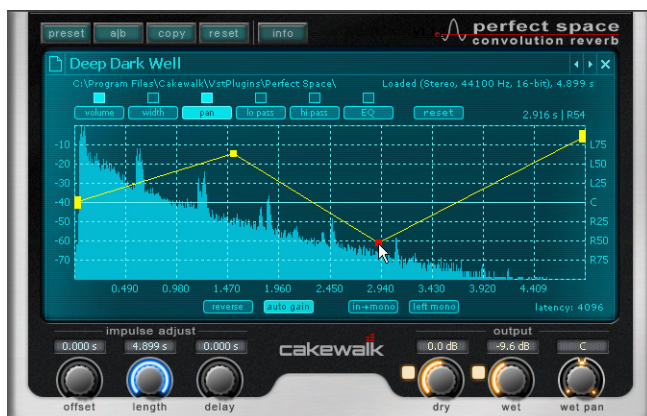 preset a|b copy reset info
perfect space
convolution reverb
Deep Dark Well
C:\Program Files\Cakewalk\VstPlugins\Perfect Space\ Loaded (Stereo, 44100 Hz, 16-bit), 4.899 s
volume width pan lo pass hi pass EQ reset 2.916 s | R54
-10 L75
-20 L50
-30 L25
-40 C
-50 R25
-60 R50
-70 R75
0.490 0.980 1.470 1.960 2.450 2.940 3.430 3.920 4.409
reverse auto gain in→mono left mono latency: 4096
impulse adjust output
0.000 s 4.899 s 0.000 s cakewalk 0.0 dB -9.6 dB C
offset length delay dry wet wet pan